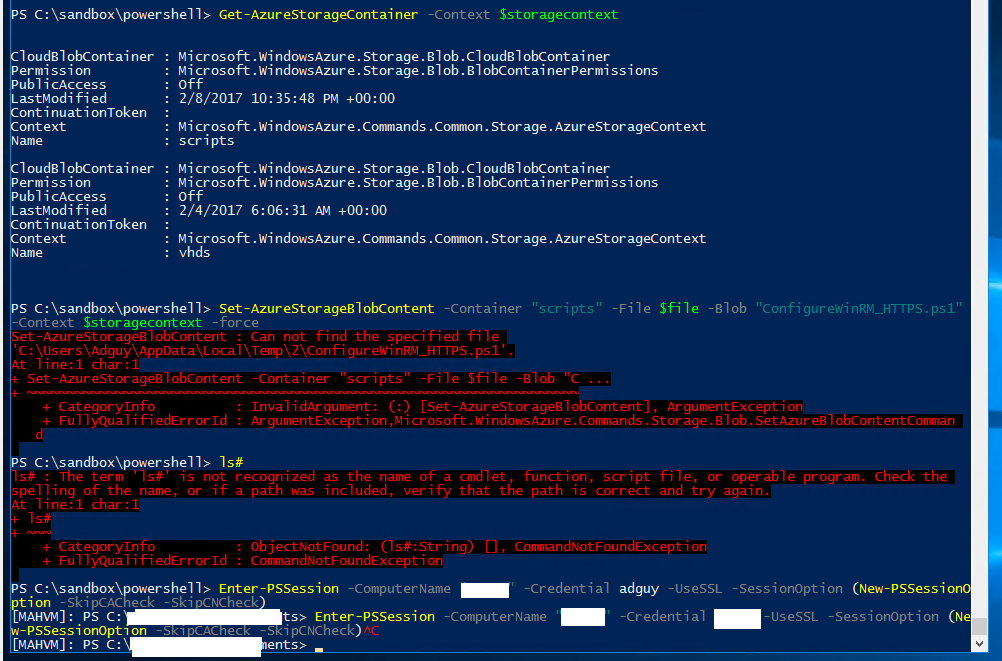 PS C:\sandbox\powershell> Get-AzureStorageContainer -Context $storagecontext
CloudBlobContainer : Microsoft.WindowsAzure.Storage.Blob.CloudBlobContainer
Permission         : Microsoft.WindowsAzure.Storage.Blob.BlobContainerPermissions
PublicAccess       : Off
LastModified       : 2/8/2017 10:35:48 PM +00:00
ContinuationToken  :
Context            : Microsoft.WindowsAzure.Commands.Common.Storage.AzureStorageContext
Name               : scripts
CloudBlobContainer : Microsoft.WindowsAzure.Storage.Blob.CloudBlobContainer
Permission         : Microsoft.WindowsAzure.Storage.Blob.BlobContainerPermissions
PublicAccess       : Off
LastModified       : 2/4/2017 6:06:31 AM +00:00
ContinuationToken  :
Context            : Microsoft.WindowsAzure.Commands.Common.Storage.AzureStorageContext
Name               : vhds
PS C:\sandbox\powershell> Set-AzureStorageBlobContent -Container "scripts" -File $file -Blob "ConfigureWinRM_HTTPS.ps1"
-Context $storagecontext -force
Set-AzureStorageBlobContent : Can not find the specified file
'C:\Users\Adguy\AppData\Local\Temp\2\ConfigureWinRM_HTTPS.ps1'.
At line:1 char:1
+ Set-AzureStorageBlobContent -Container "scripts" -File $file -Blob "C ...
+ ~~~~~~~~~~~~~~~~~~~~~~~~~~~~~~~~~~~~~~~~~~~~~~~~~~~~~~~~~~~~~~~~~~~~~
    + CategoryInfo          : InvalidArgument: (:) [Set-AzureStorageBlobContent], ArgumentException
    + FullyQualifiedErrorId : ArgumentException,Microsoft.WindowsAzure.Commands.Storage.Blob.SetAzureBlobContentComman
   d
PS C:\sandbox\powershell> ls#
ls# : The term 'ls#' is not recognized as the name of a cmdlet, function, script file, or operable program. Check the
spelling of the name, or if a path was included, verify that the path is correct and try again.
At line:1 char:1
+ ls#
+ ~~~
    + CategoryInfo          : ObjectNotFound: (ls#:String) [], CommandNotFoundException
    + FullyQualifiedErrorId : CommandNotFoundException
PS C:\sandbox\powershell> Enter-PSSession -ComputerName " -Credential adguy -UseSSL -SessionOption (New-PSSessionO
ption -SkipCACheck -SkipCNCheck)
[MAHVM]: PS C:\ ts> Enter-PSSession -ComputerName " -Credential -UseSSL -SessionOption (Ne
w-PSSessionOption -SkipCACheck -SkipCNCheck)^C
[MAHVM]: PS C:\ ments>